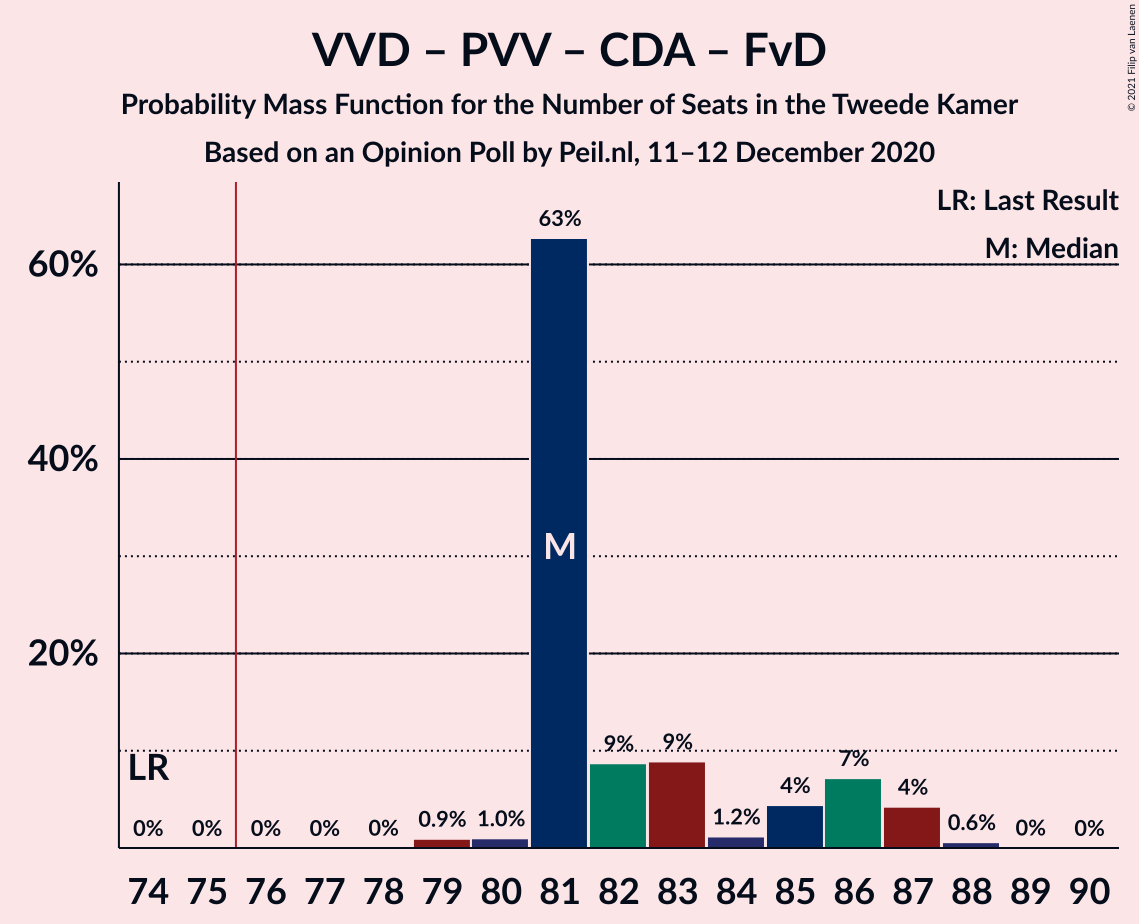 VVD – PVV – CDA – FvD
Probability Mass Function for the Number of Seats in the Tweede Kamer
Based on an Opinion Poll by Peil.nl, 11–12 December 2020
© 2021 Filip van Laenen
LR: Last Result
M: Median
60%
40%
20%
63%
M
LR
0% 0% 0% 0% 0% 0.9% 1.0% 9% 9% 1.2% 4% 7% 4% 0.6% 0% 0%
74 75 76 77 78 79 80 81 82 83 84 85 86 87 88 89 90